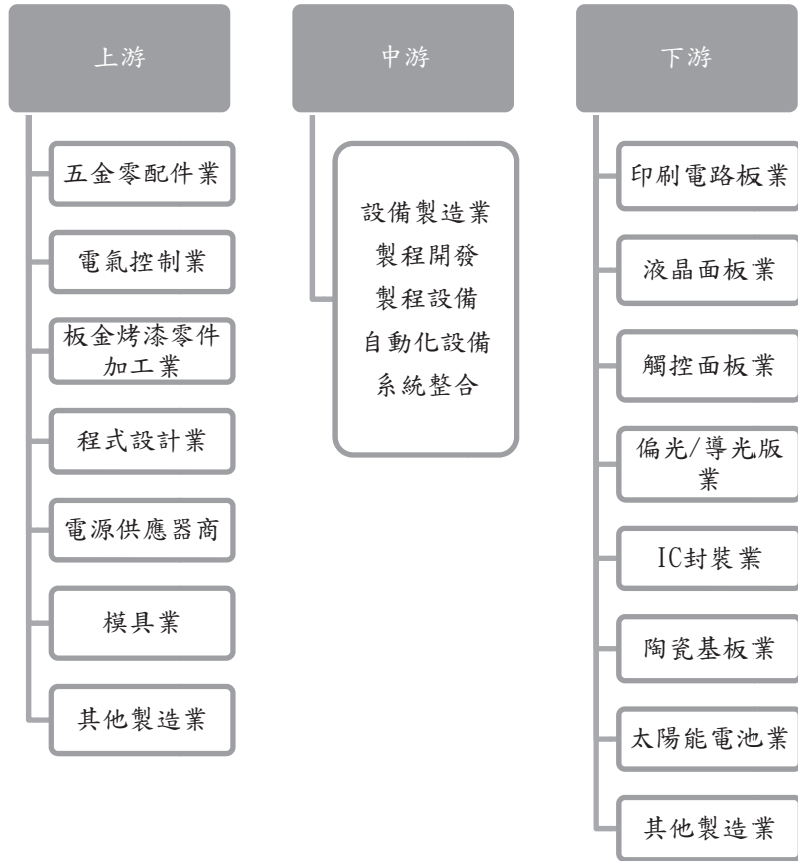 上游
五金零配件業
電氣控制業
板金烤漆零件
加工業
程式設計業
電源供應器商
模具業
其他製造業
中游
設備製造業
製程開發
製程設備
自動化設備
系統整合
下游
印刷電路板業
液晶面板業
觸控面板業
偏光/導光版
業
IC封裝業
陶瓷基板業
太陽能電池業
其他製造業